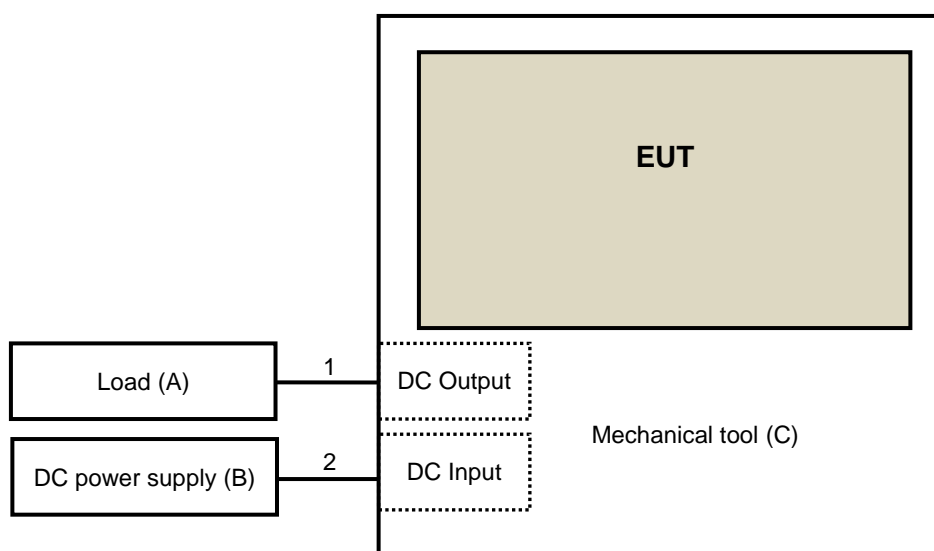 EUT
Load (A)
1
DC Output
Mechanical tool (C)
DC power supply (B)
2
DC Input